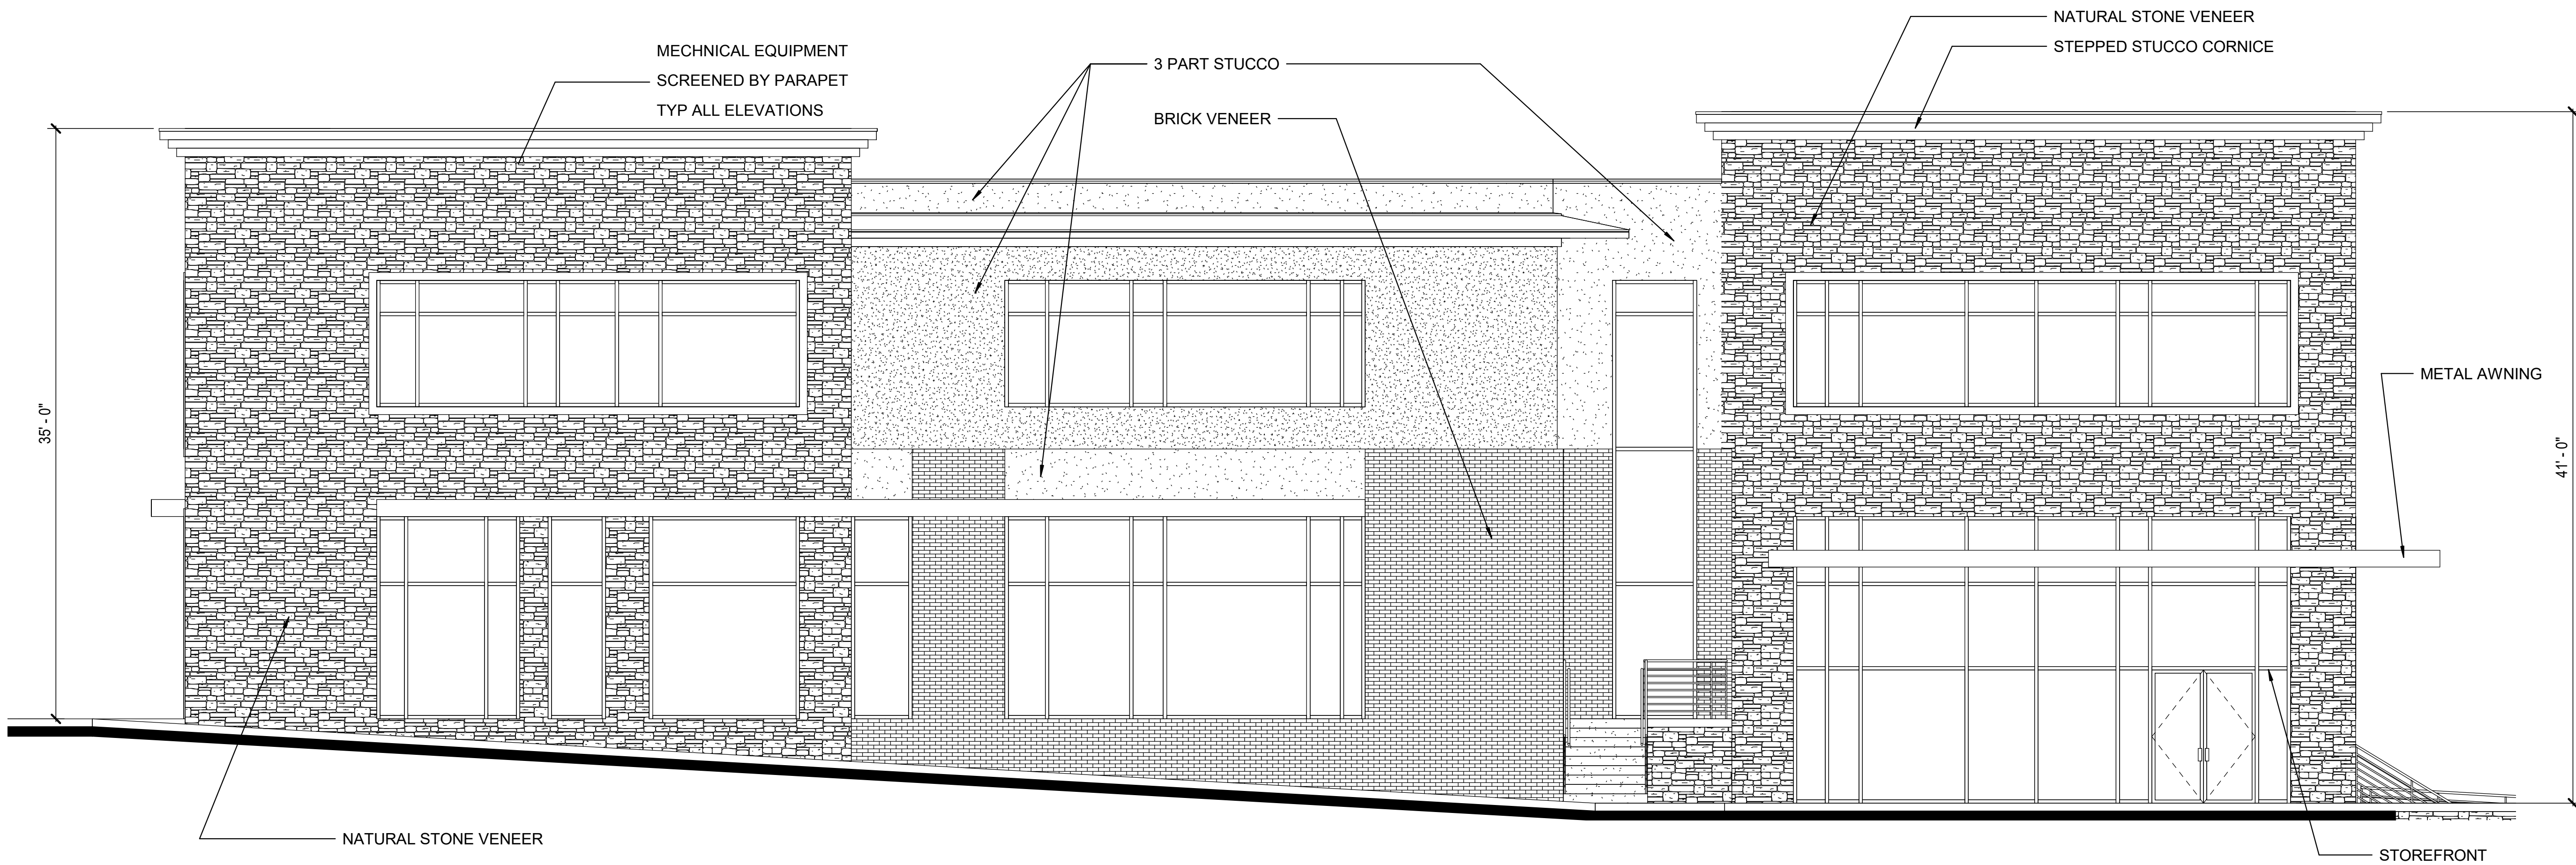 NATURAL STONE VENEER
STEPPED STUCCO CORNICE
MECHNICAL EQUIPMENT
SCREENED BY PARAPET
TYP ALL ELEVATIONS
3 PART STUCCO
BRICK VENEER
METAL AWNING
35' - 0"
41' - 0"
NATURAL STONE VENEER
STOREFRONT